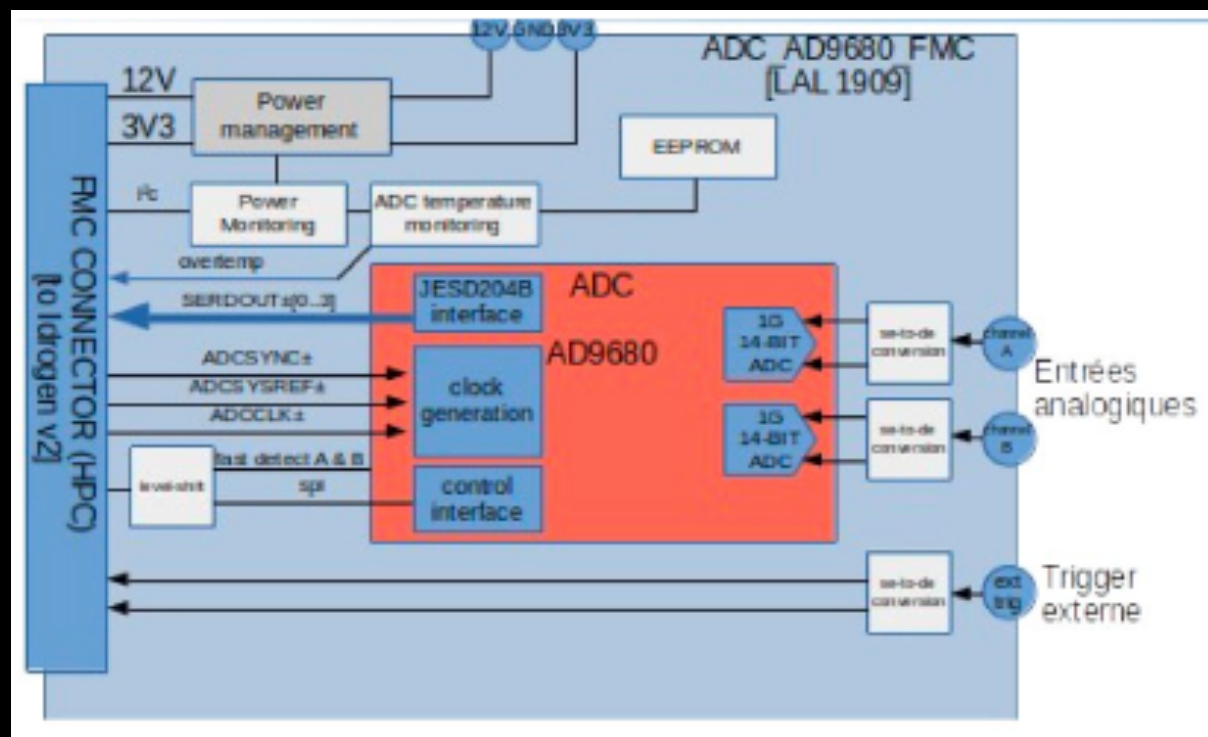 12V GND 3V3
ADC_AD9680_FMC
[LAL 1909]
12V
3V3
Power
management
EEPROM
I²c
Power
Monitoring
ADC temperature
monitoring
overtemp
FMC CONNECTOR (HPC)
[to Idrogen v2]
SERDOUT±[0..3]
JESD204B
interface
ADC
AD9680
1G
14-BIT
ADC
se-to-de
conversion
channel
A
ADCSYNC±
ADCSYSREF±
ADCCLK±
clock
generation
Entrées
analogiques
1G
14-BIT
ADC
se-to-de
conversion
channel
B
fast detect A & B
spi
level-shift
control
interface
se-to-de
conversion
ext
trig
Trigger
externe